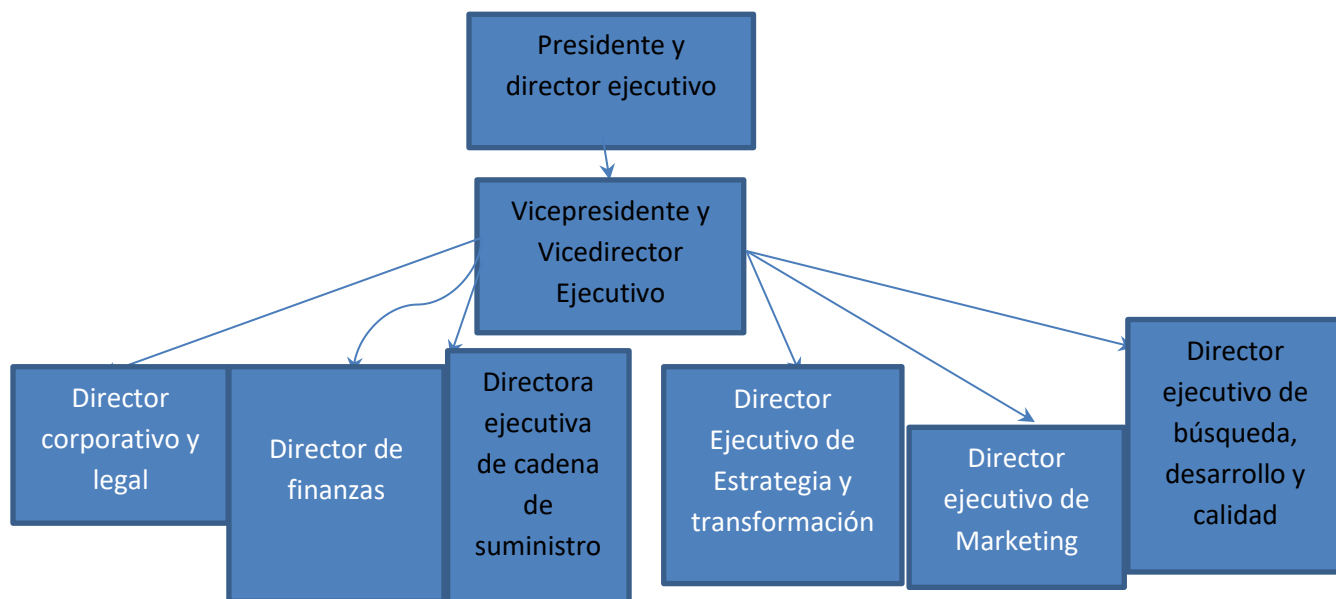 Presidente y
director ejecutivo
Vicepresidente y
Vicedirector
Ejecutivo
Director
corporativo y
legal
Director de
finanzas
Directora
ejecutiva
de cadena
de
suministro
Director
Ejecutivo de
Estrategia y
transformación
Director
ejecutivo de
Marketing
Director
ejecutivo de
búsqueda,
desarrollo y
calidad